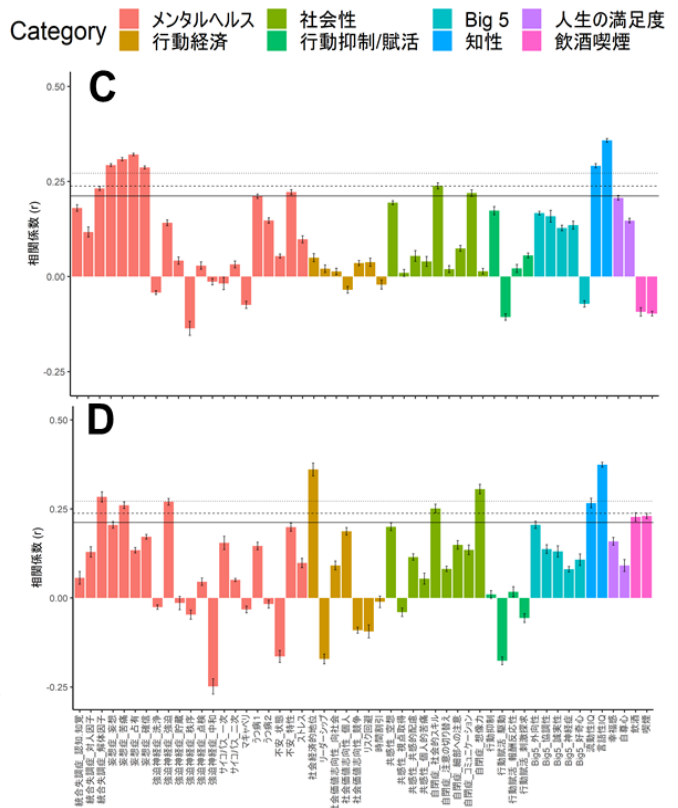 Category
メンタルヘルス
社会性
Big 5
人生の満足度
行動経済
行動抑制/賦活
知性
飲酒喫煙
C
相関係数 (r)
0.50
0.25
0.00
-0.25
D
相関係数 (r)
0.50
0.25
0.00
-0.25
統合失調症_認知_知覚
統合失調症_対人因子
統合失調症_解体因子
妄想症_妄想
妄想症_苦痛
妄想症_占有
妄想症_確信
強迫神経症_洗浄
強迫神経症_強迫
強迫神経症_貯蔵
強迫神経症_秩序
強迫神経症_点検
強迫神経症_中和
サイコパス_一次
サイコパス_二次
マキャベリ
うつ病1
うつ病2
不安_状態
不安_特性
ストレス
社会経済的地位
リーダーシップ
社会価値志向性_向社会
社会価値志向性_個人
社会価値志向性_競争
リスク回避
時間割引
共感性_空想
共感性_視点取得
共感性_共感的配慮
共感性_個人的苦痛
自閉症_社会的スキル
自閉症_注意の切り替え
自閉症_細部への注意
自閉症_コミュニケーション
自閉症_想像力
行動抑制
行動賦活_駆動
行動賦活_報酬反応性
行動賦活_刺激探求
Big5_外向性
Big5_協調性
Big5_誠実性
Big5_神経症
Big5_好奇心
流動性IQ
言語性IQ
幸福感
自尊心
飲酒
喫煙